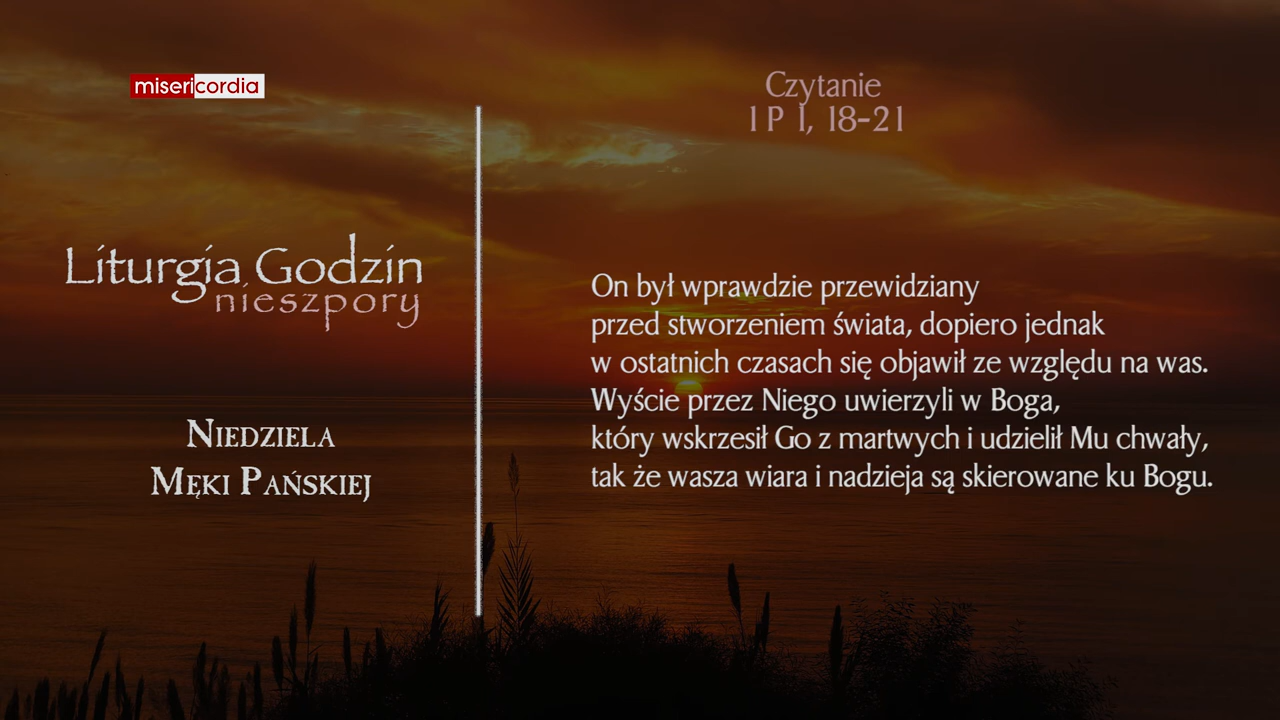 misericordia
Liturgia Godzin
nieszpory
Niedziela
Męki Pańskiej
Czytanie
1 P 1, 18-21
On był wprawdzie przewidziany
przed stworzeniem świata, dopiero jednak
w ostatnich czasach się objawił ze względu na was.
Wyście przez Niego uwierzyli w Boga,
który wskrzesił Go z martwych i udzielił Mu chwały,
tak że wasza wiara i nadzieja są skierowane ku Bogu.